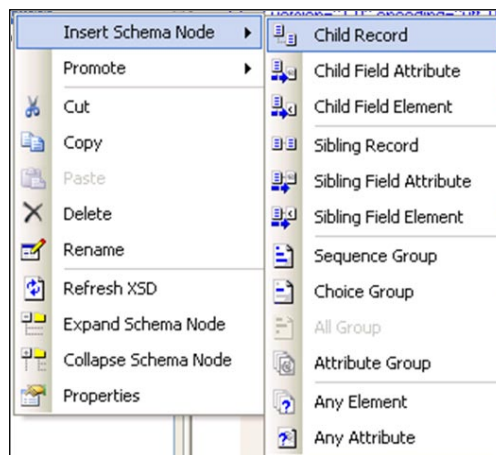 Insert Schema Node
Promote
Cut
Copy
Paste
Delete
Rename
Refresh XSD
Expand Schema Node
Collapse Schema Node
Properties
Child Record
Child Field Attribute
Child Field Element
Sibling Record
Sibling Field Attribute
Sibling Field Element
Sequence Group
Choice Group
All Group
Attribute Group
Any Element
Any Attribute